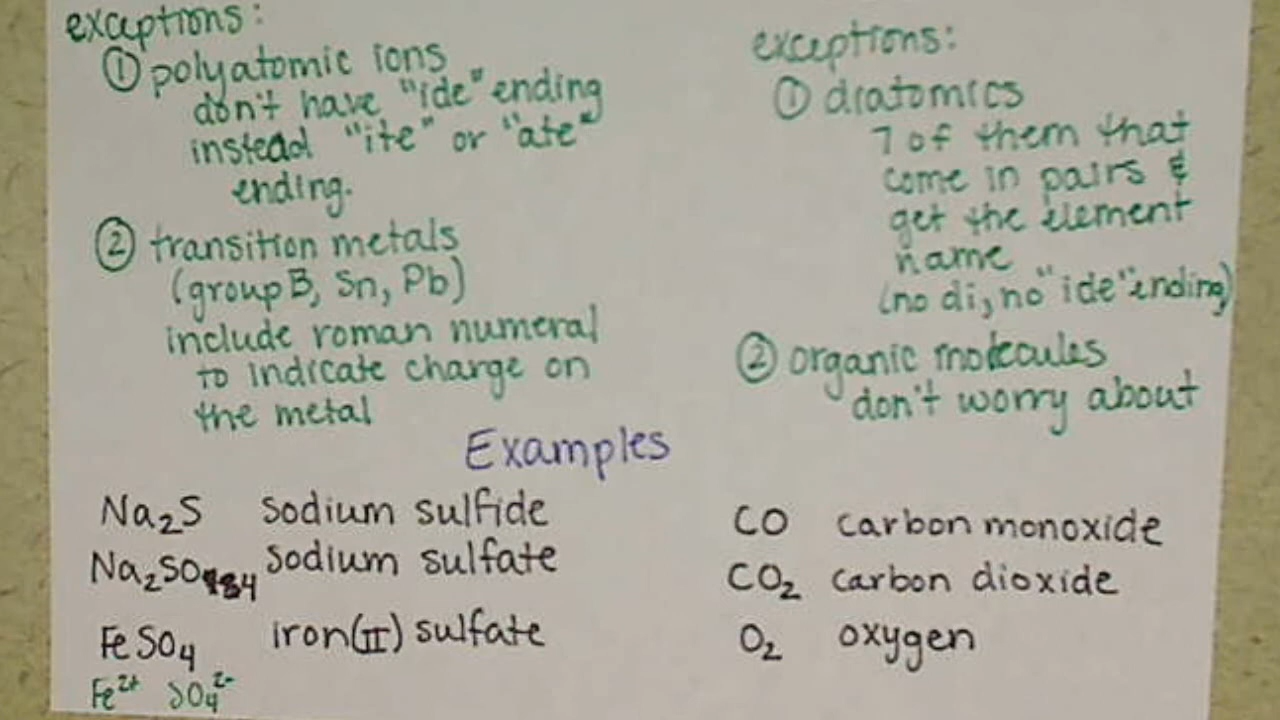 exceptions:
① polyatomic ions
don't have "ide" ending
instead "ite" or "ate"
ending.
② transition metals
(group B, Sn, Pb)
include roman numeral
to indicate charge on
the metal
exceptions:
① diatomics
7 of them that
come in pairs &
get the element
name
(no di, no "ide" ending)
② organic molecules
don't worry about
Examples
Na₂S sodium sulfide
Na₂SO₄ sodium sulfate
FeSO₄ iron(II) sulfate
Fe²⁺ SO₄²⁻
CO carbon monoxide
CO₂ carbon dioxide
O₂ oxygen